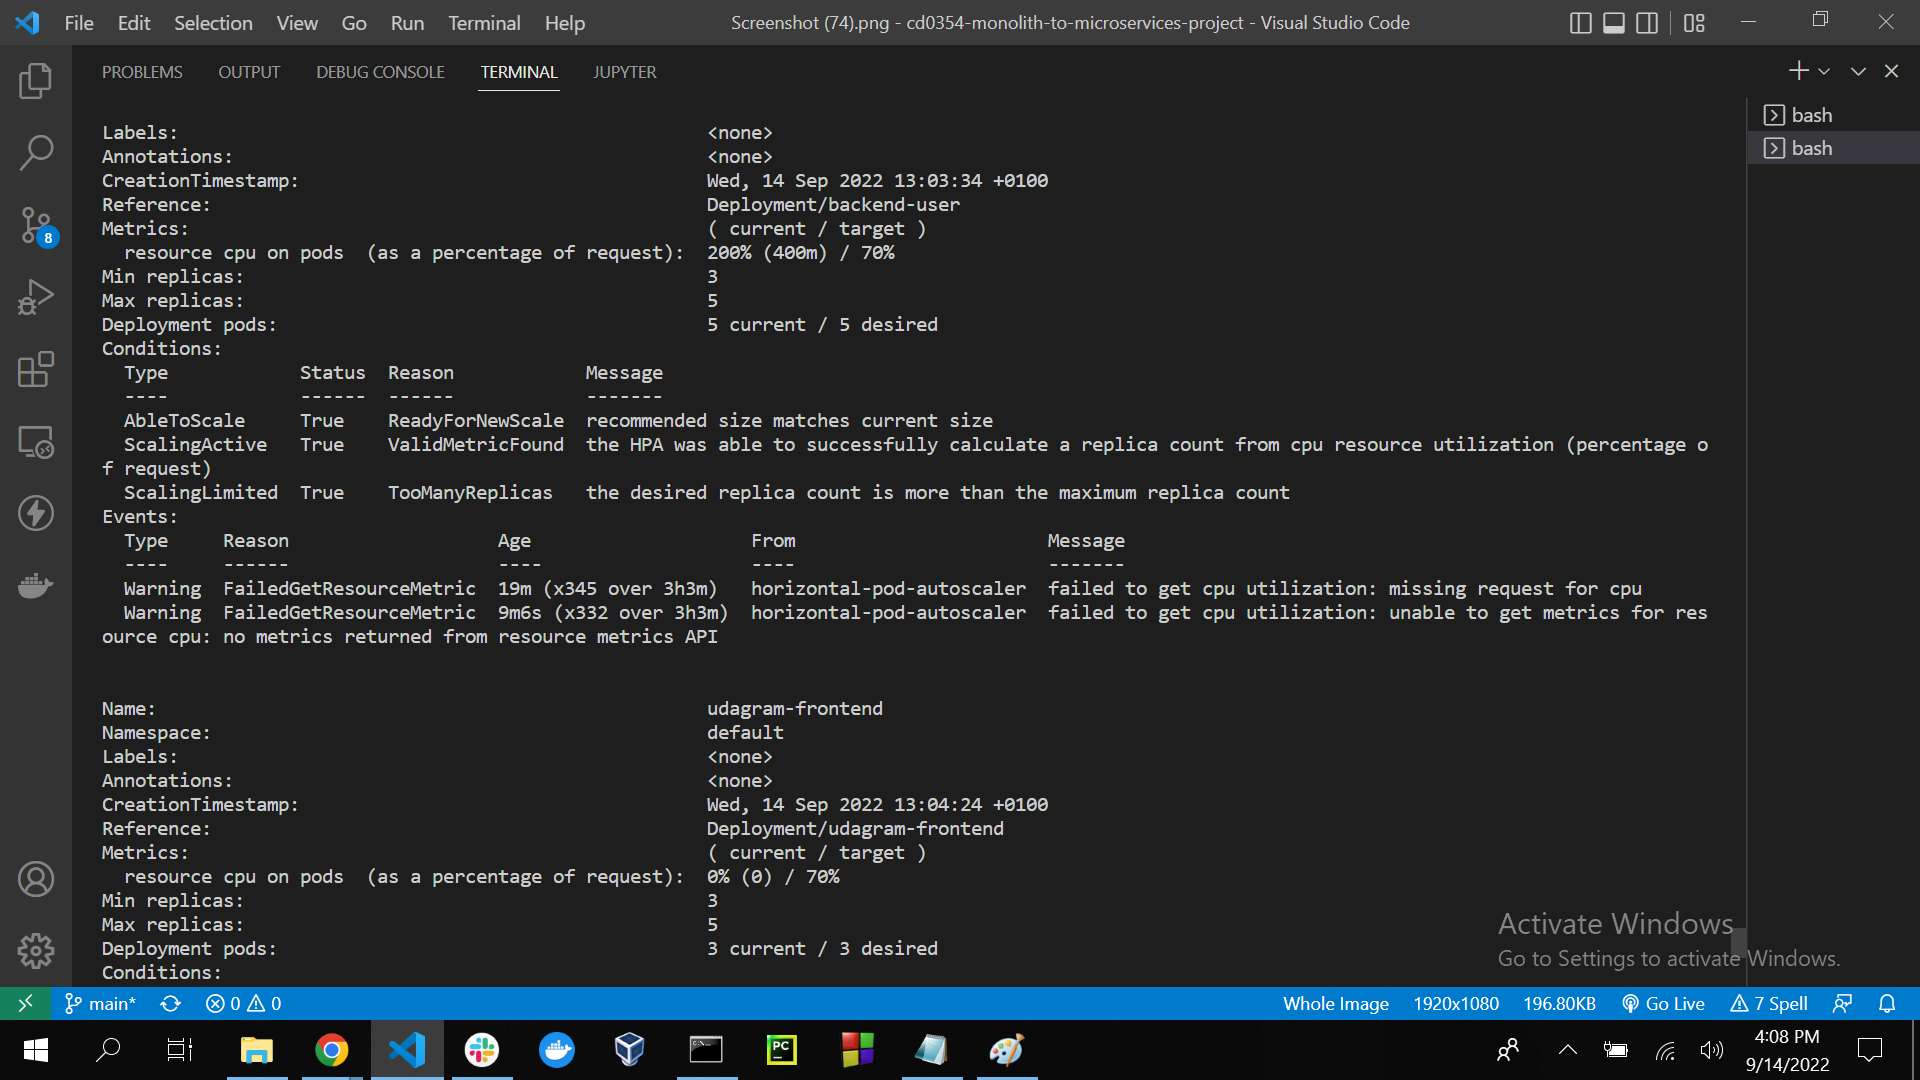 File Edit Selection View Go Run Terminal Help Screenshot (74).png - cd0354-monolith-to-microservices-project - Visual Studio Code
PROBLEMS OUTPUT DEBUG CONSOLE TERMINAL JUPYTER
bash
bash
Labels: <none>
Annotations: <none>
CreationTimestamp: Wed, 14 Sep 2022 13:03:34 +0100
Reference: Deployment/backend-user
Metrics: ( current / target )
resource cpu on pods (as a percentage of request): 200% (400m) / 70%
Min replicas: 3
Max replicas: 5
Deployment pods: 5 current / 5 desired
Conditions:
Type Status Reason Message
---- ------ ------ -------
AbleToScale True ReadyForNewScale recommended size matches current size
ScalingActive True ValidMetricFound the HPA was able to successfully calculate a replica count from cpu resource utilization (percentage o
f request)
ScalingLimited True TooManyReplicas the desired replica count is more than the maximum replica count
Events:
Type Reason Age From Message
---- ------ ---- ---- -------
Warning FailedGetResourceMetric 19m (x345 over 3h3m) horizontal-pod-autoscaler failed to get cpu utilization: missing request for cpu
Warning FailedGetResourceMetric 9m6s (x332 over 3h3m) horizontal-pod-autoscaler failed to get cpu utilization: unable to get metrics for res
ource cpu: no metrics returned from resource metrics API
Name: udagram-frontend
Namespace: default
Labels: <none>
Annotations: <none>
CreationTimestamp: Wed, 14 Sep 2022 13:04:24 +0100
Reference: Deployment/udagram-frontend
Metrics: ( current / target )
resource cpu on pods (as a percentage of request): 0% (0) / 70%
Min replicas: 3
Max replicas: 5
Deployment pods: 3 current / 3 desired
Conditions:
8
Activate Windows
Go to Settings to activate Windows.
main* 0 0 Whole Image 1920x1080 196.80KB Go Live 7 Spell
PC
4:08 PM
9/14/2022